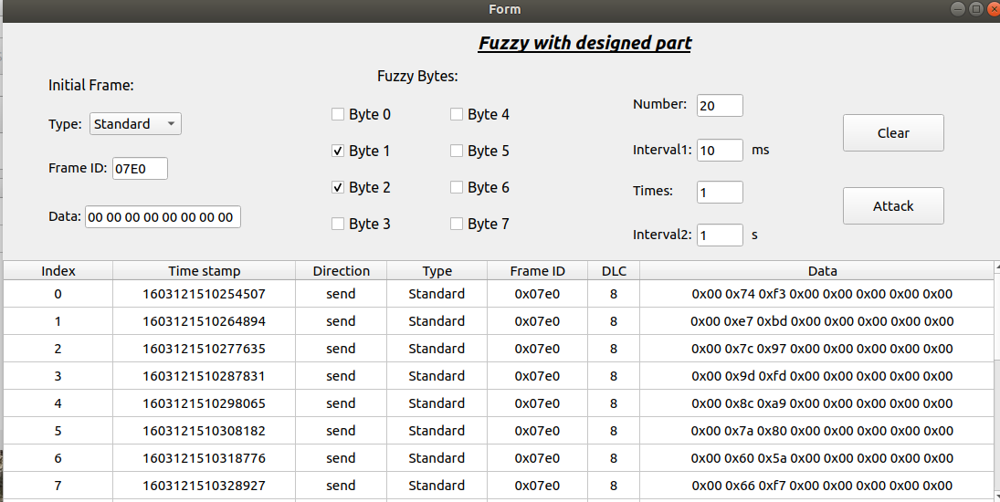 Form
Fuzzy with designed part
Initial Frame:
Type: Standard
Frame ID: 07E0
Data: 00 00 00 00 00 00 00 00
Fuzzy Bytes:
Byte 0 Byte 4
Byte 1 Byte 5
Byte 2 Byte 6
Byte 3 Byte 7
Number: 20
Interval1: 10 ms
Times: 1
Interval2: 1 s
Clear
Attack
Index Time stamp Direction Type Frame ID DLC Data
0 1603121510254507 send Standard 0x07e0 8 0x00 0x74 0xf3 0x00 0x00 0x00 0x00 0x00
1 1603121510264894 send Standard 0x07e0 8 0x00 0xe7 0xbd 0x00 0x00 0x00 0x00 0x00
2 1603121510277635 send Standard 0x07e0 8 0x00 0x7c 0x97 0x00 0x00 0x00 0x00 0x00
3 1603121510287831 send Standard 0x07e0 8 0x00 0x9d 0xfd 0x00 0x00 0x00 0x00 0x00
4 1603121510298065 send Standard 0x07e0 8 0x00 0x8c 0xa9 0x00 0x00 0x00 0x00 0x00
5 1603121510308182 send Standard 0x07e0 8 0x00 0x7a 0x80 0x00 0x00 0x00 0x00 0x00
6 1603121510318776 send Standard 0x07e0 8 0x00 0x60 0x5a 0x00 0x00 0x00 0x00 0x00
7 1603121510328927 send Standard 0x07e0 8 0x00 0x66 0xf7 0x00 0x00 0x00 0x00 0x00